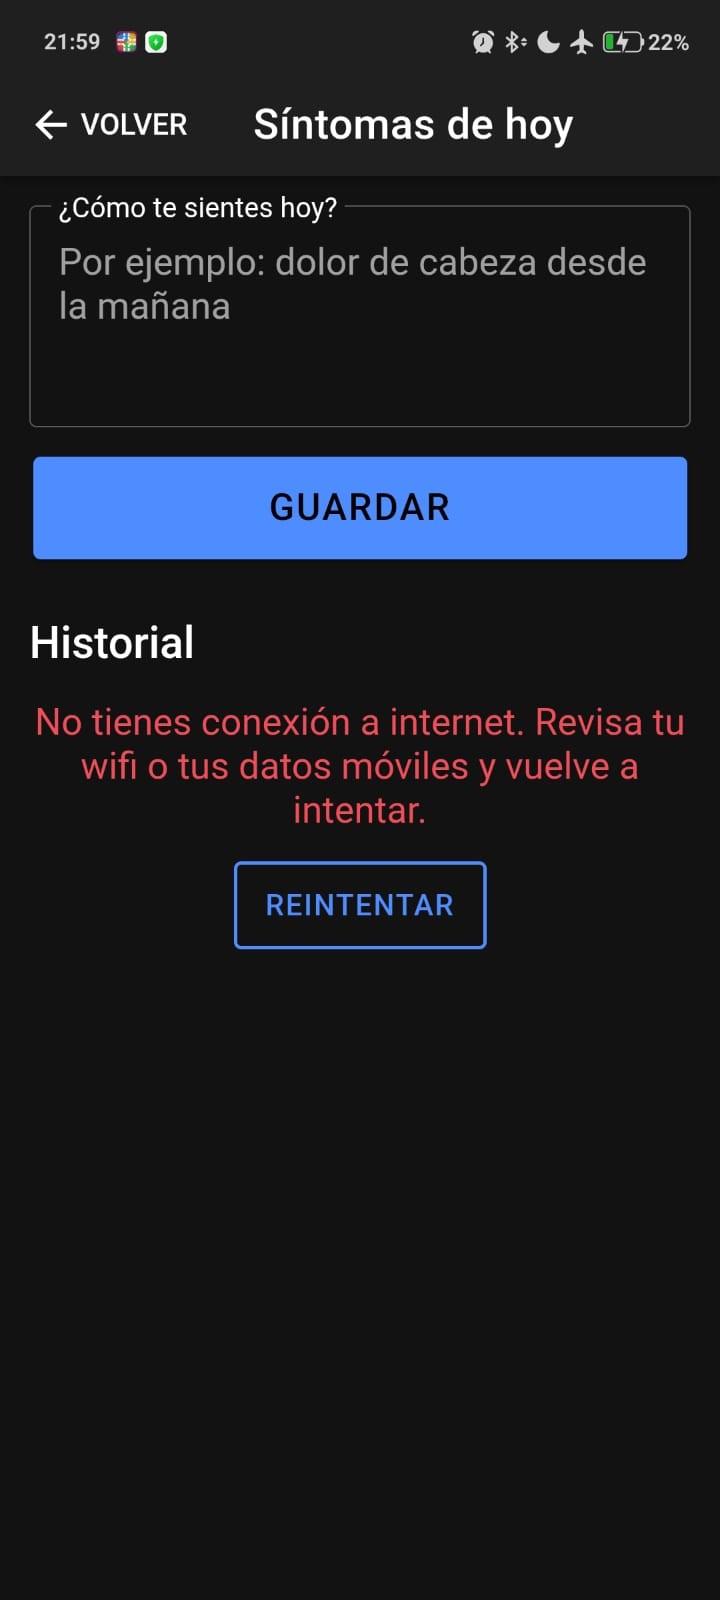 21:59
22%
VOLVER
Síntomas de hoy
¿Cómo te sientes hoy?
Por ejemplo: dolor de cabeza desde
la mañana
GUARDAR
Historial
No tienes conexión a internet. Revisa tu
wifi o tus datos móviles y vuelve a
intentar.
REINTENTAR